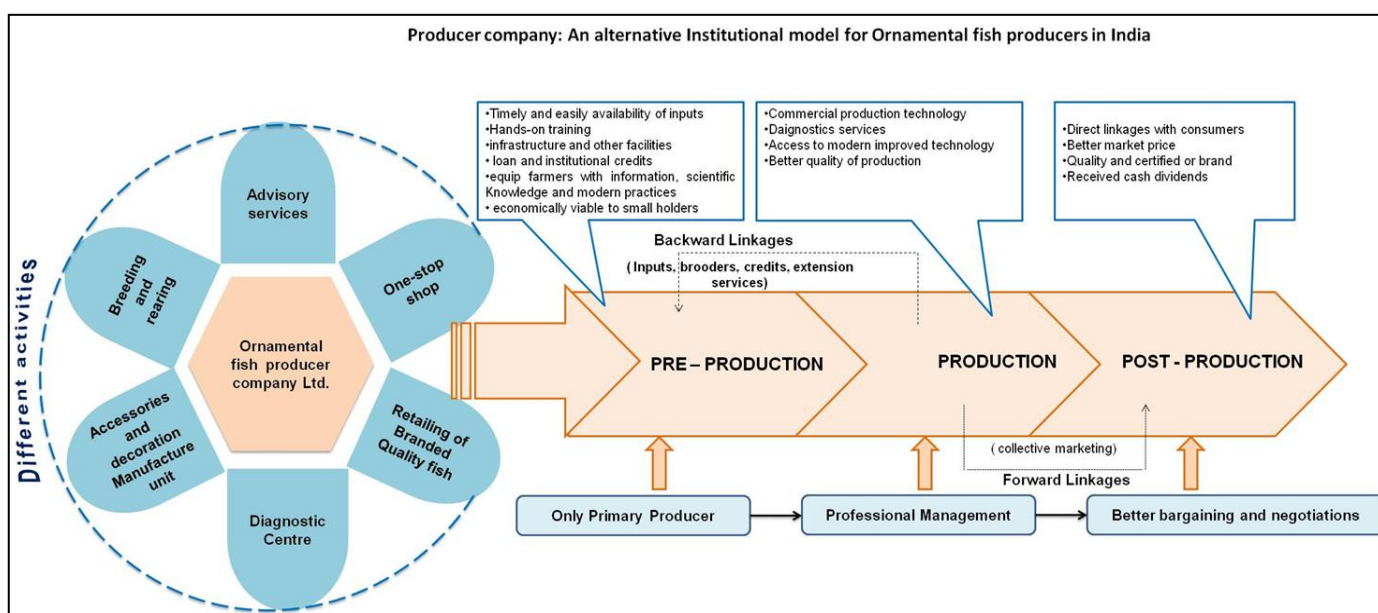 Producer company: An alternative Institutional model for Ornamental fish producers in India
Different activities
Advisory
services
One-stop
shop
Retailing of
Branded
Quality fish
Diagnostic
Centre
Accessories
and
decoration
Manufacture
unit
Breeding
and
rearing
Ornamental
fish producer
company Ltd.
•Timely and easily availability of inputs
•Hands-on training
•infrastructure and other facilities
• loan and institutional credits
•equip farmers with information, scientific
Knowledge and modern practices
• economically viable to small holders
•Commercial production technology
•Daignostics services
•Access to modern improved technology
•Better quality of production
•Direct linkages with consumers
•Better market price
•Quality and certified or brand
•Received cash dividends
Backward Linkages
( Inputs, brooders, credits, extension
services)
PRE – PRODUCTION
PRODUCTION
POST - PRODUCTION
( collective marketing)
Forward Linkages
Only Primary Producer
Professional Management
Better bargaining and negotiations